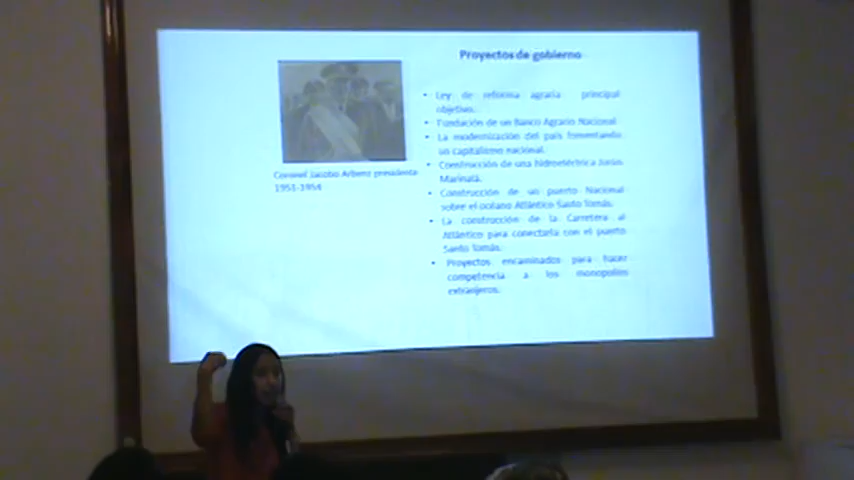 Proyectos de gobierno
Coronel Jacobo Arbenz presidente
1951-1954
• Ley de reforma agraria principal
objetivo.
• Fundación de un Banco Agrario Nacional
• La modernización del país fomentando
un capitalismo nacional.
• Construcción de una hidroeléctrica Jurún
Marinalá.
• Construcción de un puerto Nacional
sobre el océano Atlántico Santo Tomás.
• La construcción de la Carretera al
Atlántico para conectarla con el puerto
Santo Tomás.
• Proyectos encaminados para hacer
competencia a los monopolios
extranjeros.